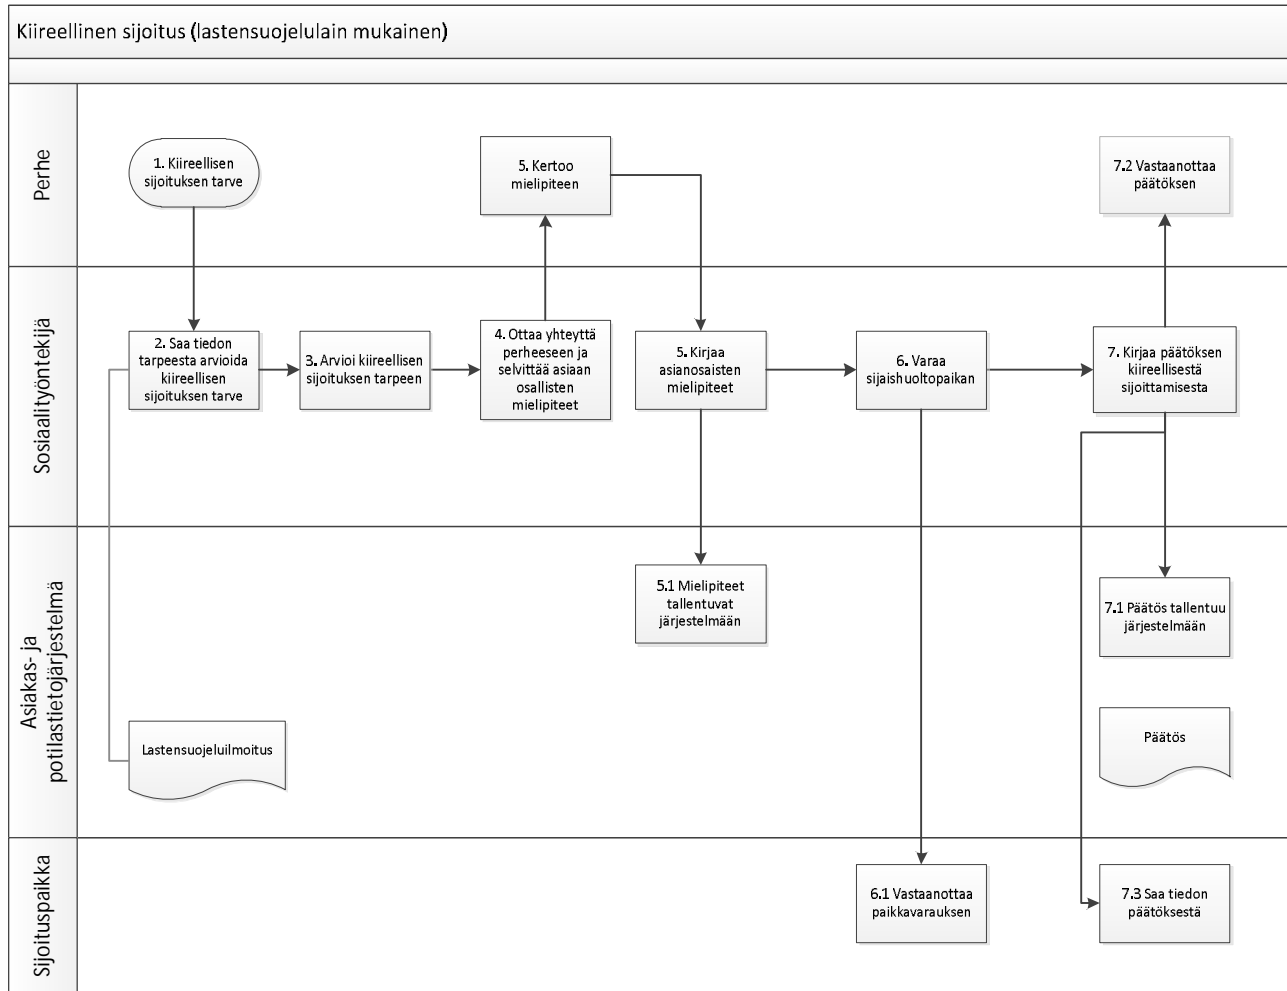 Kiireellinen sijoitus (lastensuojelulain mukainen)
Perhe
1. Kiireellisen
sijoituksen tarve
5. Kertoo
mielipiteen
7.2 Vastaanottaa
päätöksen
Sosiaalityöntekijä
2. Saa tiedon
tarpeesta arvioida
kiireellisen
sijoituksen tarve
3. Arvioi kiireellisen
sijoituksen tarpeen
4. Ottaa yhteyttä
perheeseen ja
selvittää asiaan
osallisten
mielipiteet
5. Kirjaa
asianosaisten
mielipiteet
6. Varaa
sijaishuoltopaikan
7. Kirjaa päätöksen
kiireellisestä
sijoittamisesta
Asiakas- ja
potilastietojärjestelmä
5.1 Mielipiteet
tallentuvat
järjestelmään
7.1 Päätös tallentuu
järjestelmään
Lastensuojeluilmoitus
Päätös
Sijoituspaikka
6.1 Vastaanottaa
paikkavarauksen
7.3 Saa tiedon
päätöksestä